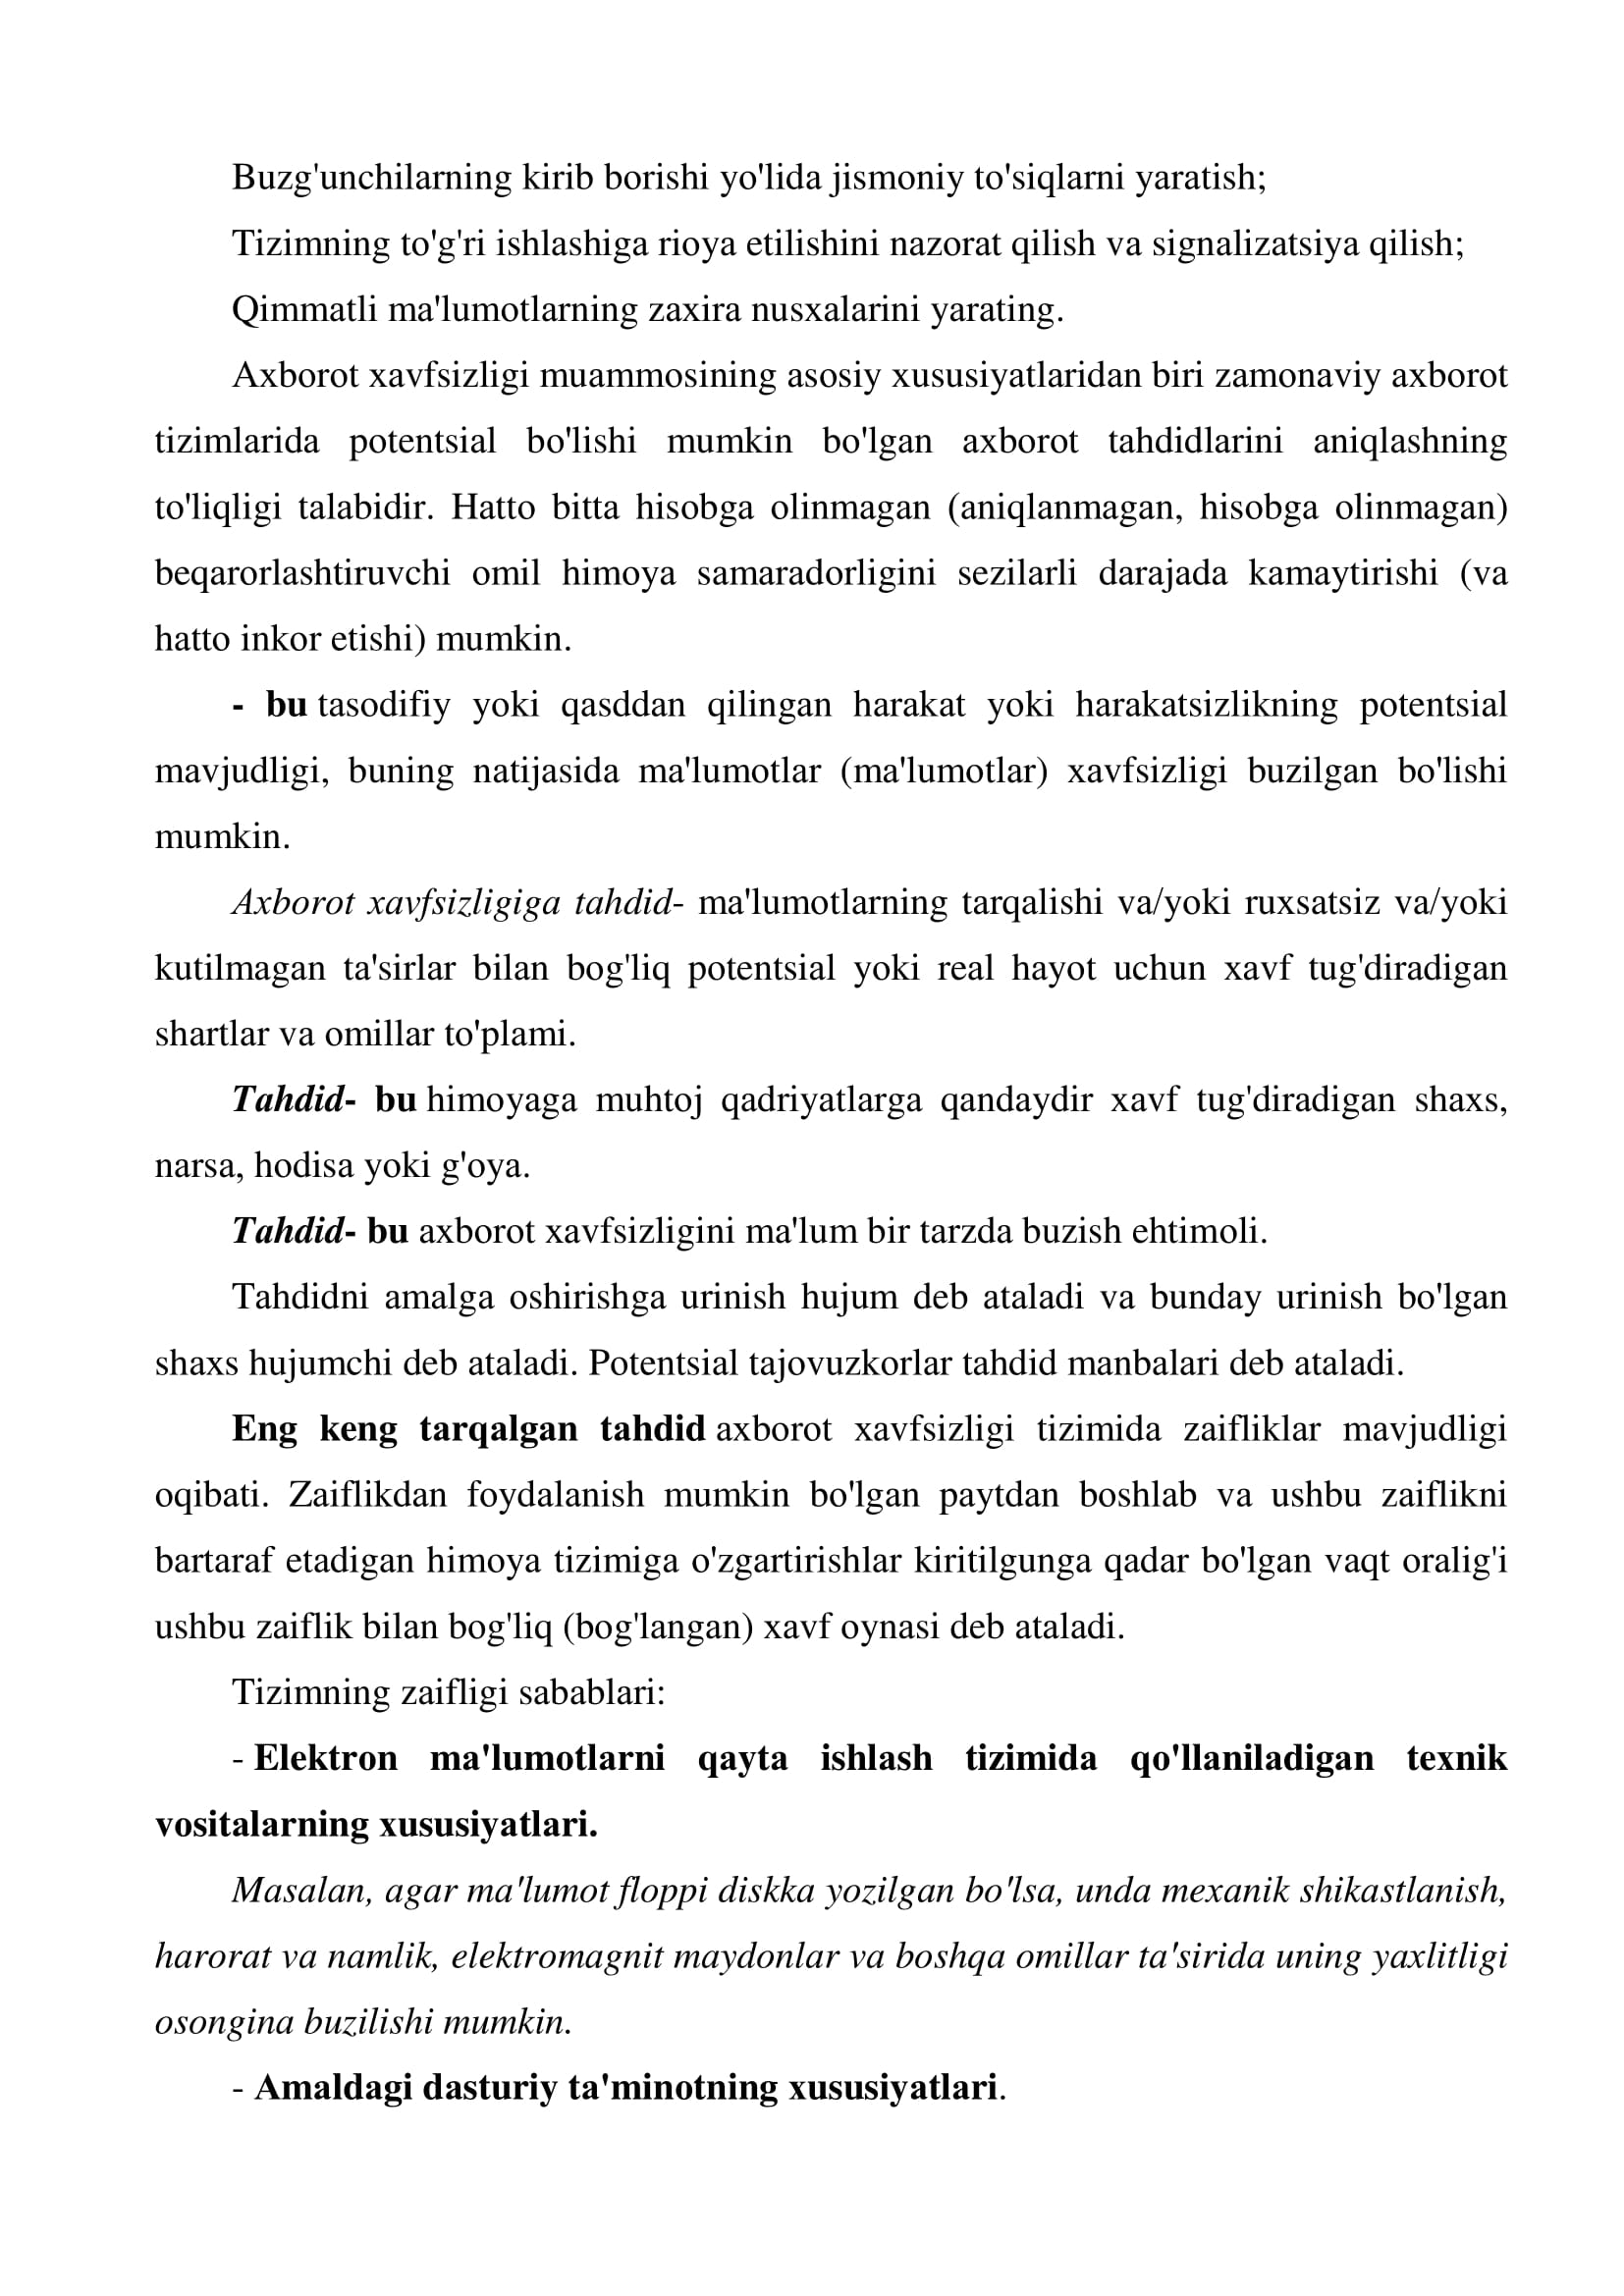 Buzg'unchilarning kirib borishi yo'lida jismoniy to'siqlarni yaratish;
Tizimning to'g'ri ishlashiga rioya etilishini nazorat qilish va signalizatsiya qilish;
Qimmatli ma'lumotlarning zaxira nusxalarini yarating.
Axborot xavfsizligi muammosining asosiy xususiyatlaridan biri zamonaviy axborot
tizimlarida potentsial bo'lishi mumkin bo'lgan axborot tahdidlarini aniqlashning
to'liqligi talabidir. Hatto bitta hisobga olinmagan (aniqlanmagan, hisobga olinmagan)
beqarorlashtiruvchi omil himoya samaradorligini sezilarli darajada kamaytirishi (va
hatto inkor etishi) mumkin.
- bu tasodifiy yoki qasddan qilingan harakat yoki harakatsizlikning potentsial
mavjudligi, buning natijasida ma'lumotlar (ma'lumotlar) xavfsizligi buzilgan bo'lishi
mumkin.
Axborot xavfsizligiga tahdid- ma'lumotlarning tarqalishi va/yoki ruxsatsiz va/yoki
kutilmagan ta'sirlar bilan bog'liq potentsial yoki real hayot uchun xavf tug'diradigan
shartlar va omillar to'plami.
Tahdid- bu himoyaga muhtoj qadriyatlarga qandaydir xavf tug'diradigan shaxs,
narsa, hodisa yoki g'oya.
Tahdid- bu axborot xavfsizligini ma'lum bir tarzda buzish ehtimoli.
Tahdidni amalga oshirishga urinish hujum deb ataladi va bunday urinish bo'lgan
shaxs hujumchi deb ataladi. Potentsial tajovuzkorlar tahdid manbalari deb ataladi.
Eng keng tarqalgan tahdid axborot xavfsizligi tizimida zaifliklar mavjudligi
oqibati. Zaiflikdan foydalanish mumkin bo'lgan paytdan boshlab va ushbu zaiflikni
bartaraf etadigan himoya tizimiga o'zgartirishlar kiritilgunga qadar bo'lgan vaqt oralig'i
ushbu zaiflik bilan bog'liq (bog'langan) xavf oynasi deb ataladi.
Tizimning zaifligi sabablari:
- Elektron ma'lumotlarni qayta ishlash tizimida qo'llaniladigan texnik
vositalarning xususiyatlari.
Masalan, agar ma'lumot floppi diskka yozilgan bo'lsa, unda mexanik shikastlanish,
harorat va namlik, elektromagnit maydonlar va boshqa omillar ta'sirida uning yaxlitligi
osongina buzilishi mumkin.
- Amaldagi dasturiy ta'minotning xususiyatlari.